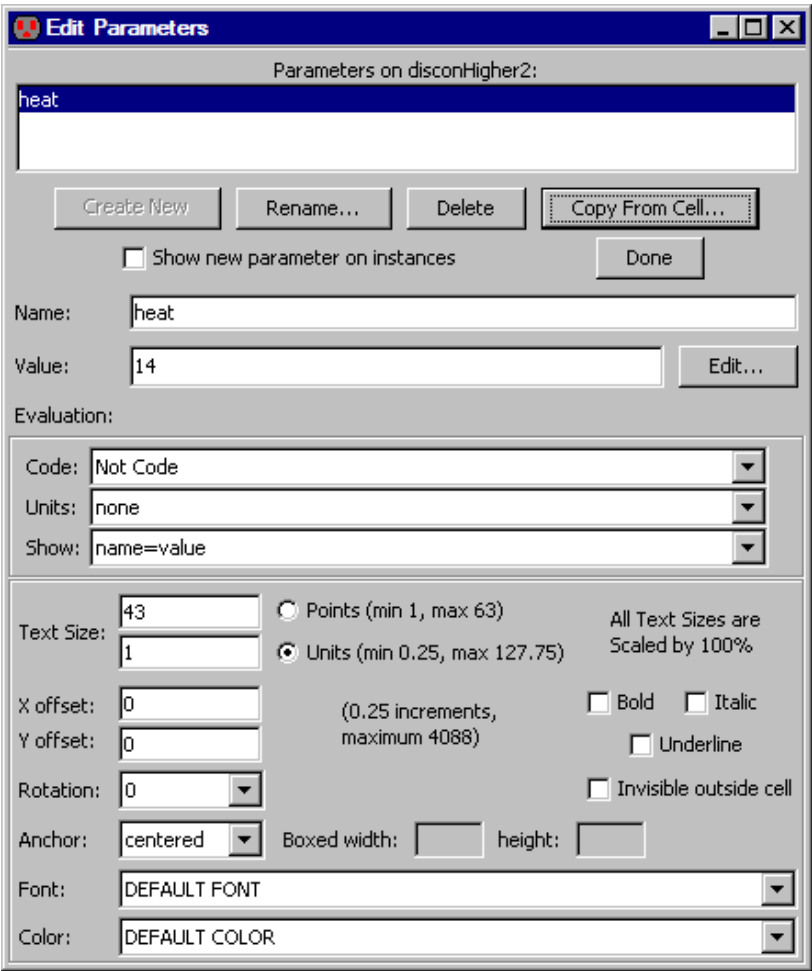 Edit Parameters
Parameters on disconHigher2:
heat
Create New Rename... Delete Copy From Cell...
Show new parameter on instances Done
Name: heat
Value: 14 Edit...
Evaluation:
Code: Not Code
Units: none
Show: name=value
Text Size: 43 Points (min 1, max 63) All Text Sizes are
1 Units (min 0.25, max 127.75) Scaled by 100%
X offset: 0 (0.25 increments, Bold Italic
Y offset: 0 maximum 4088) Underline
Rotation: 0 Invisible outside cell
Anchor: centered Boxed width: height:
Font: DEFAULT FONT
Color: DEFAULT COLOR